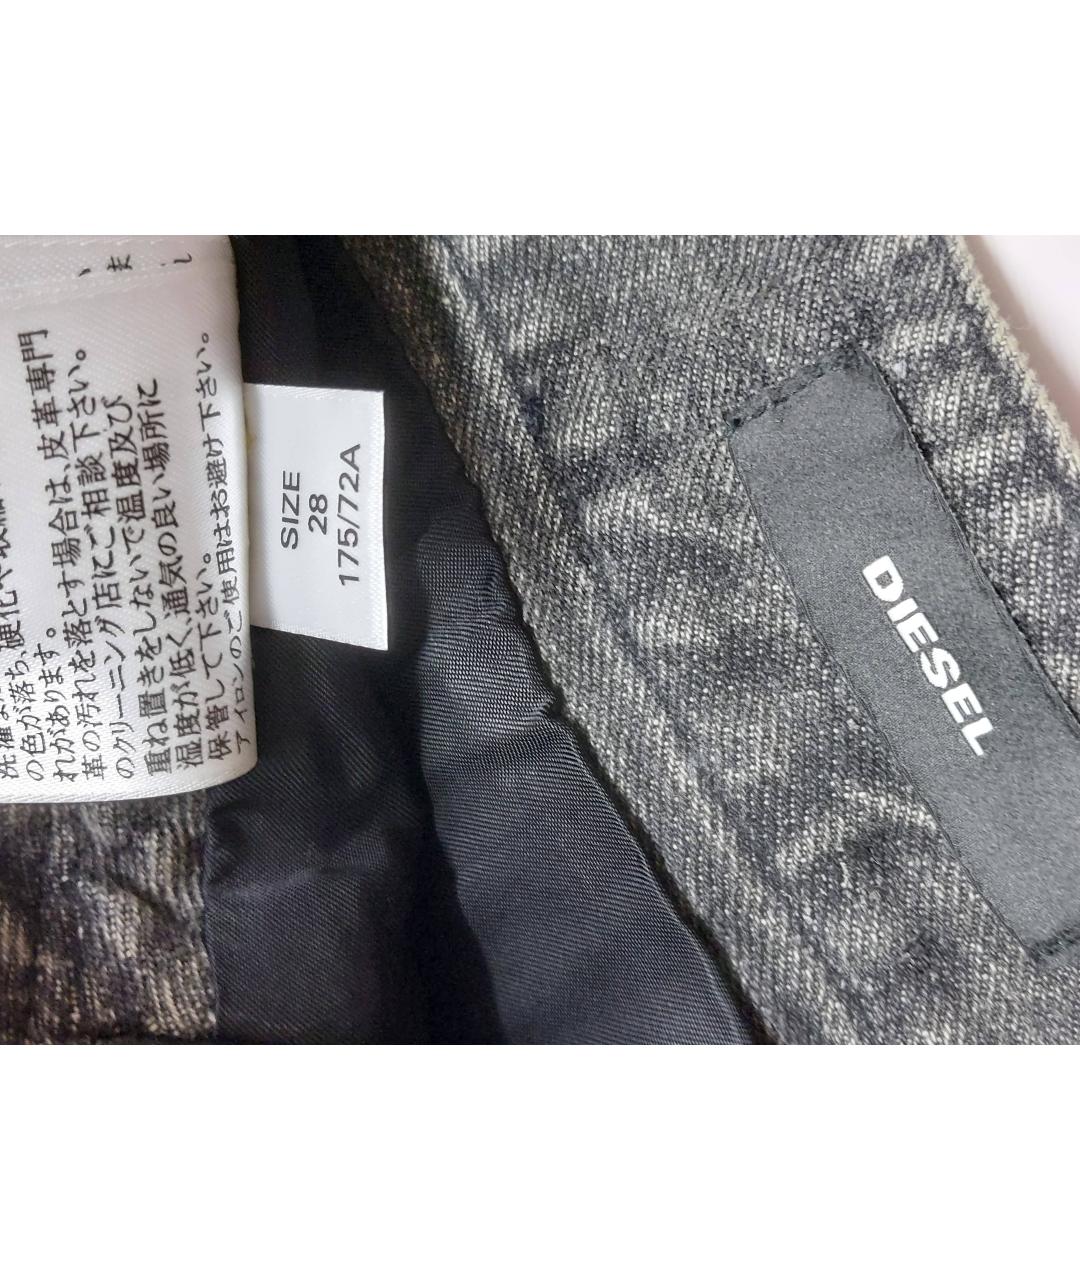 の色が落ち硬化や収縮
れがあります。
革の汚れを落とす場合は、皮革専門
のクリーニング店にご相談下さい。
重ね置きをしないで温度及び
湿度が低く、通気の良い場所に
保管して下さい。
アイロンのご使用はお避け下さい。
SIZE
28
175/72A
DIESEL